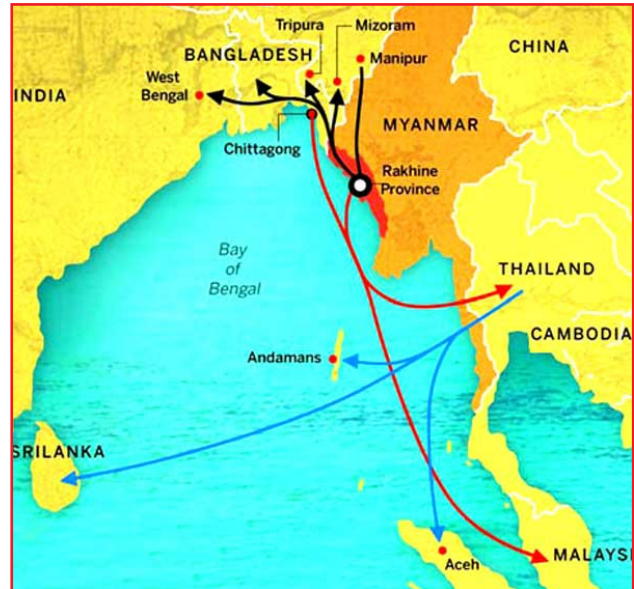 Tripura
Mizoram
BANGLADESH
Manipur
CHINA
West
Bengal
INDIA
MYANMAR
Chittagong
Rakhine
Province
Bay
of
Bengal
THAILAND
CAMBODIA
Andamans
SRILANKA
Aceh
MALAYSI